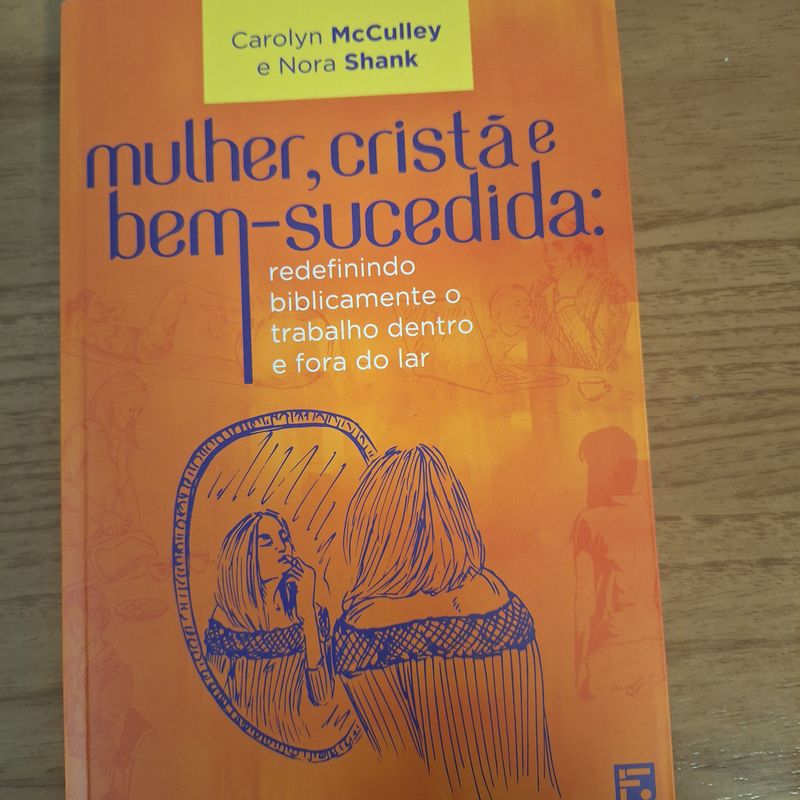 Carolyn McCulley
e Nora Shank
mulher, cristã e
bem-sucedida:
redefinindo
biblicamente o
trabalho dentro
e fora do lar